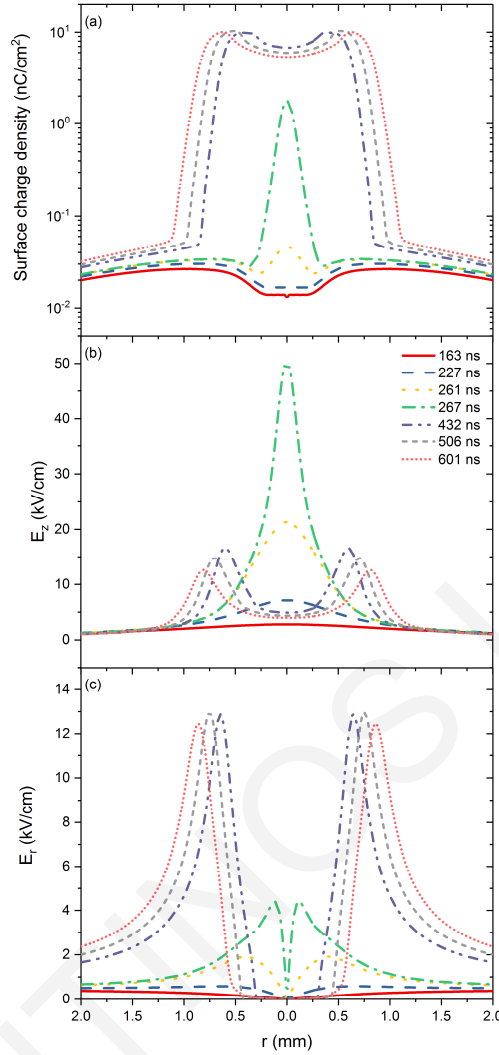 (a)
Surface charge density (nC/cm²)
10¹
10⁰
10⁻¹
10⁻²
(b)
163 ns
227 ns
261 ns
267 ns
432 ns
506 ns
601 ns
E_z (kV/cm)
50
40
30
20
10
0
(c)
E_r (kV/cm)
14
12
10
8
6
4
2
0
2.0 1.5 1.0 0.5 0.0 0.5 1.0 1.5 2.0
r (mm)
TINOS